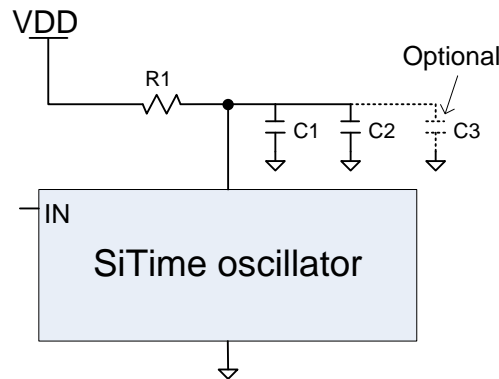 VDD
Optional
R1
C1
C2
C3
IN
SiTime oscillator